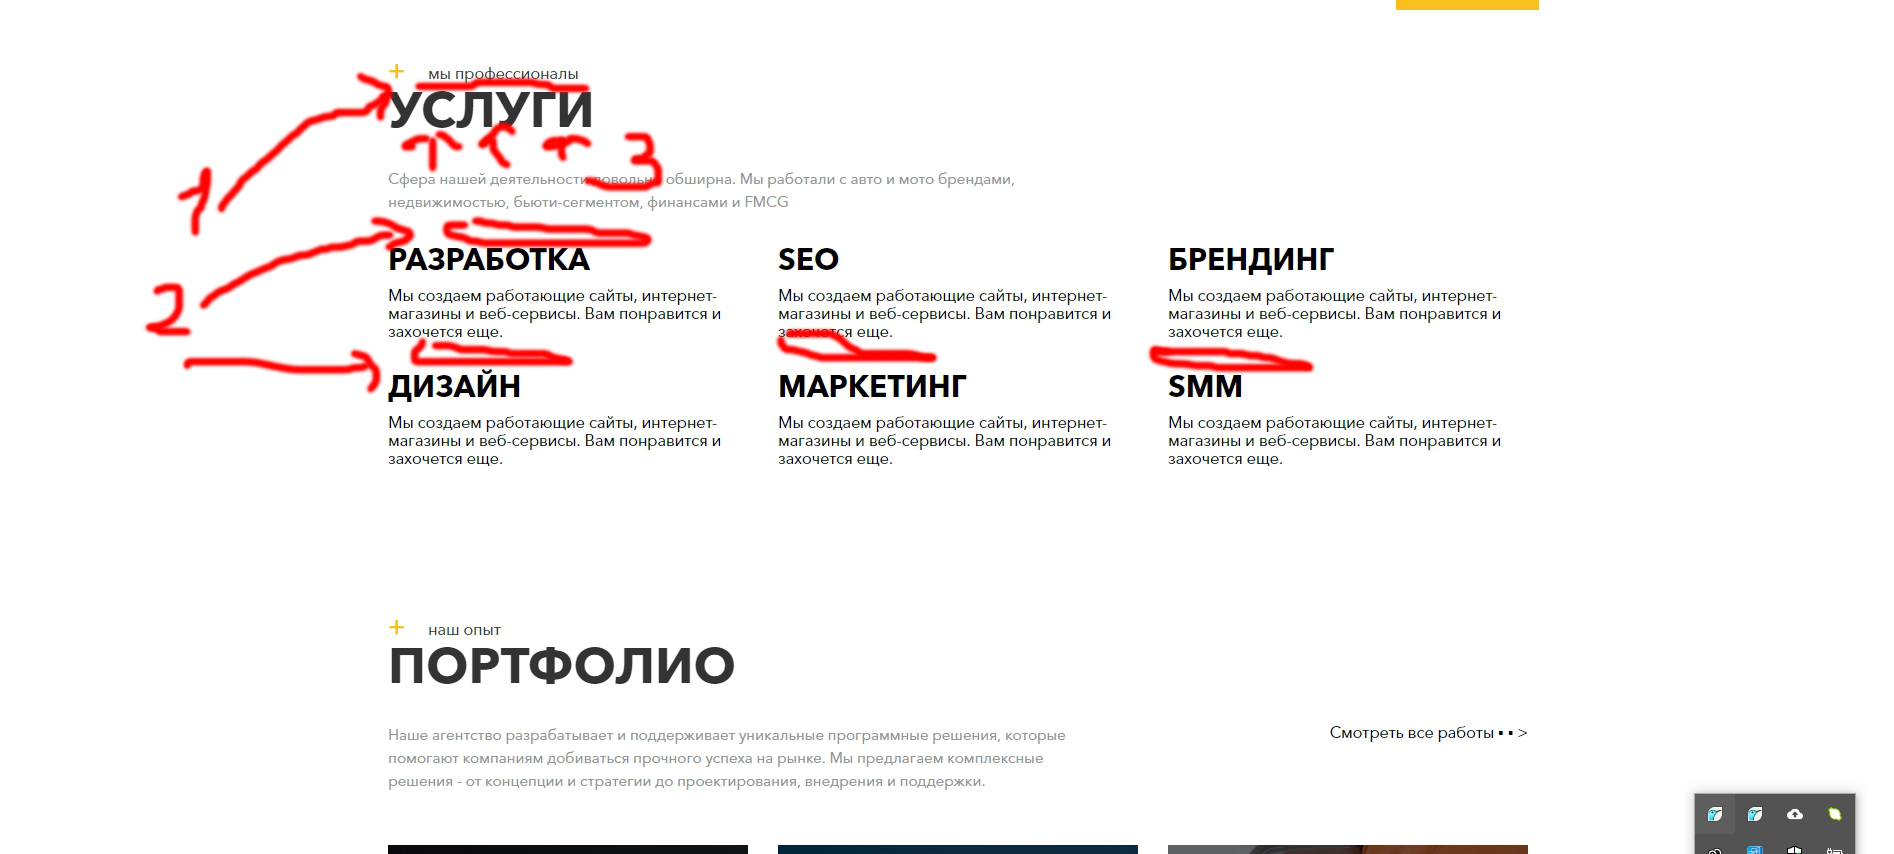 + мы профессионалы
УСЛУГИ
1
3
Сфера нашей деятельности довольно обширна. Мы работали с авто и мото брендами,
недвижимостью, бьюти-сегментом, финансами и FMCG
2
РАЗРАБОТКА
Мы создаем работающие сайты, интернет-
магазины и веб-сервисы. Вам понравится и
захочется еще.
SEO
Мы создаем работающие сайты, интернет-
магазины и веб-сервисы. Вам понравится и
захочется еще.
БРЕНДИНГ
Мы создаем работающие сайты, интернет-
магазины и веб-сервисы. Вам понравится и
захочется еще.
ДИЗАЙН
Мы создаем работающие сайты, интернет-
магазины и веб-сервисы. Вам понравится и
захочется еще.
МАРКЕТИНГ
Мы создаем работающие сайты, интернет-
магазины и веб-сервисы. Вам понравится и
захочется еще.
SMM
Мы создаем работающие сайты, интернет-
магазины и веб-сервисы. Вам понравится и
захочется еще.
+ наш опыт
ПОРТФОЛИО
Наше агентство разрабатывает и поддерживает уникальные программные решения, которые
помогают компаниям добиваться прочного успеха на рынке. Мы предлагаем комплексные
решения - от концепции и стратегии до проектирования, внедрения и поддержки.
Смотреть все работы ▪ ▪ >